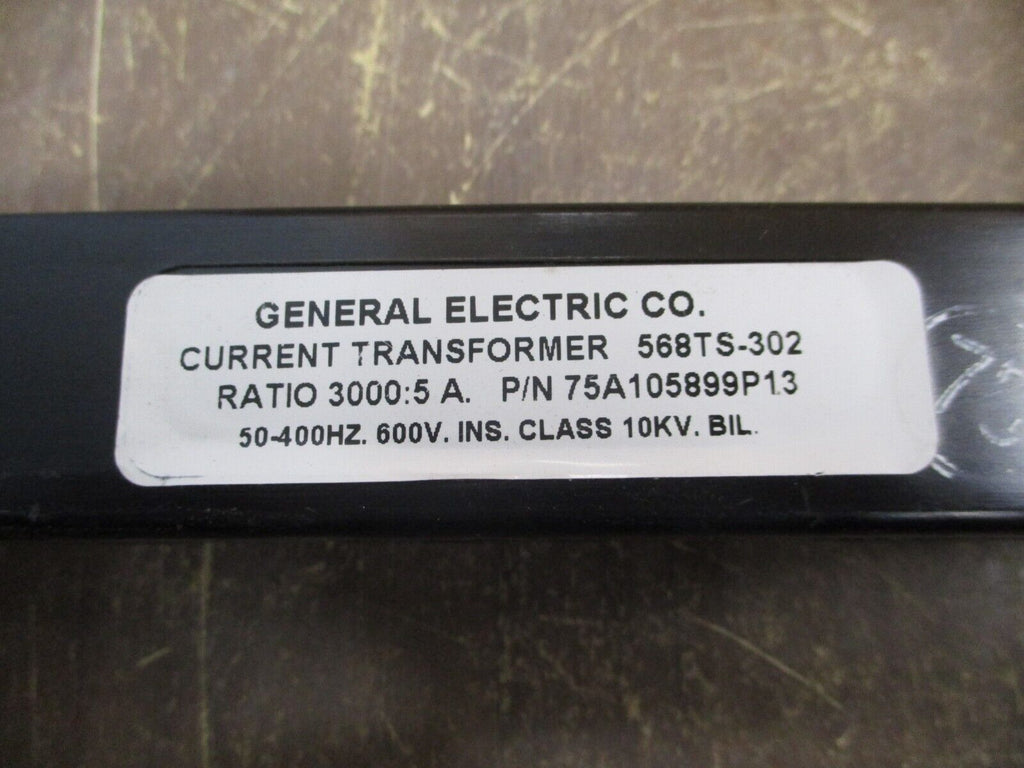 GENERAL ELECTRIC CO.
CURRENT TRANSFORMER 568TS-302
RATIO 3000:5 A. P/N 75A105899P13
50-400HZ. 600V. INS. CLASS 10KV. BIL.